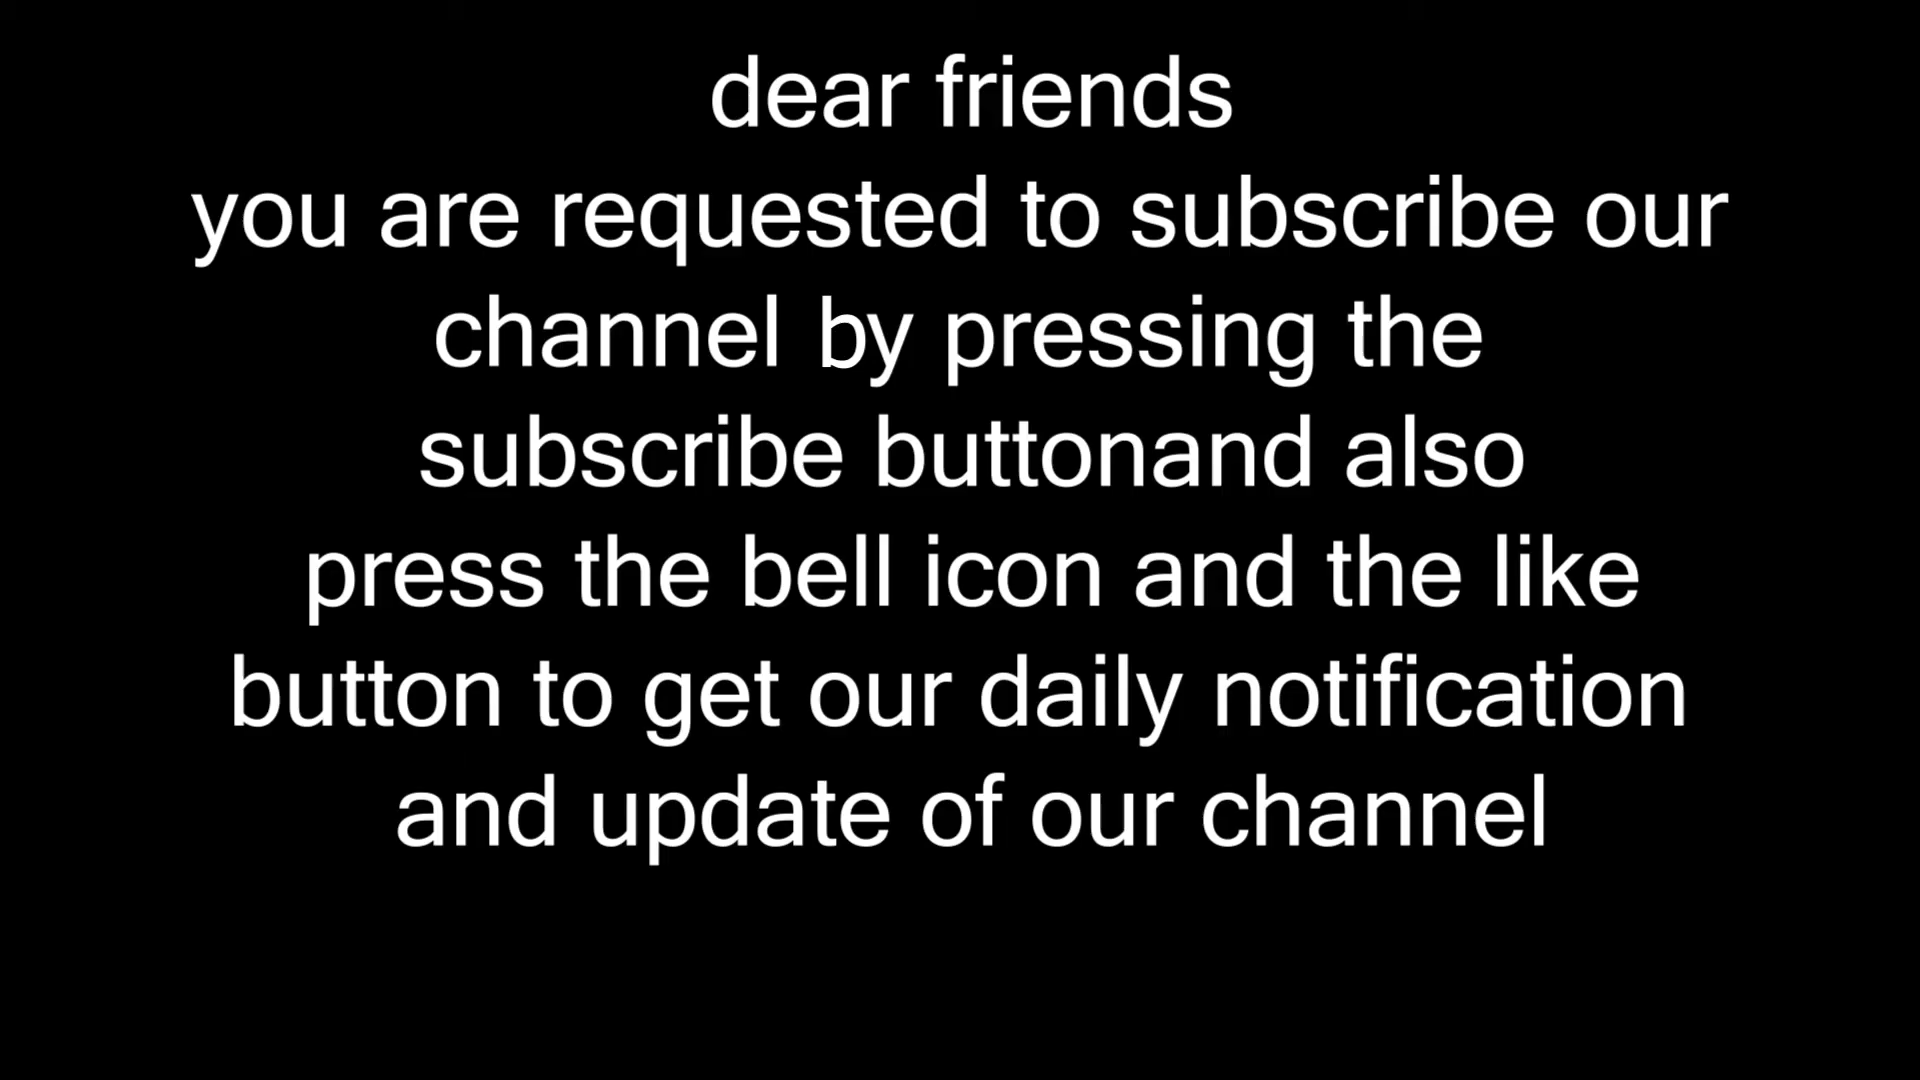 dear friends
you are requested to subscribe our
channel by pressing the
subscribe buttonand also
press the bell icon and the like
button to get our daily notification
and update of our channel